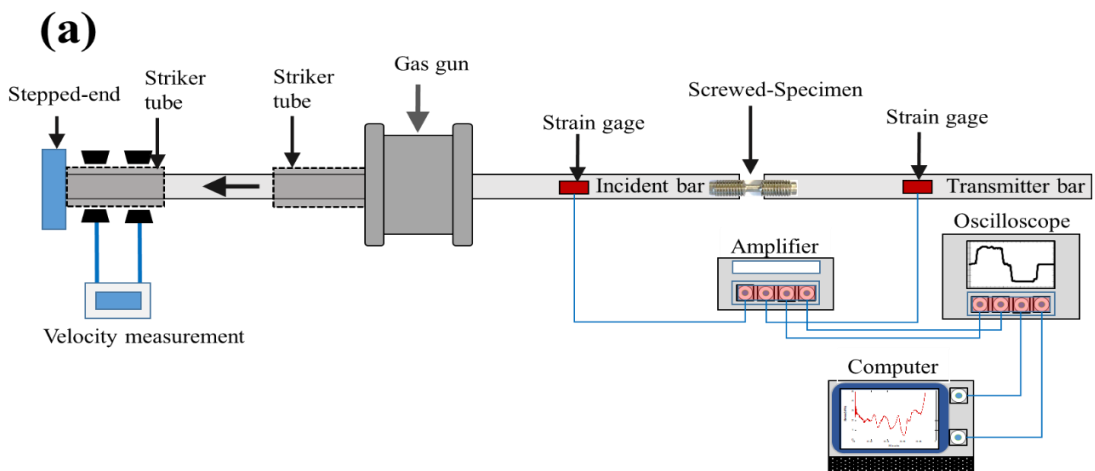 (a)
Stepped-end
Striker
tube
Striker
tube
Gas gun
Screwed-Specimen
Strain gage
Strain gage
Incident bar
Transmitter bar
Amplifier
Oscilloscope
Velocity measurement
Computer